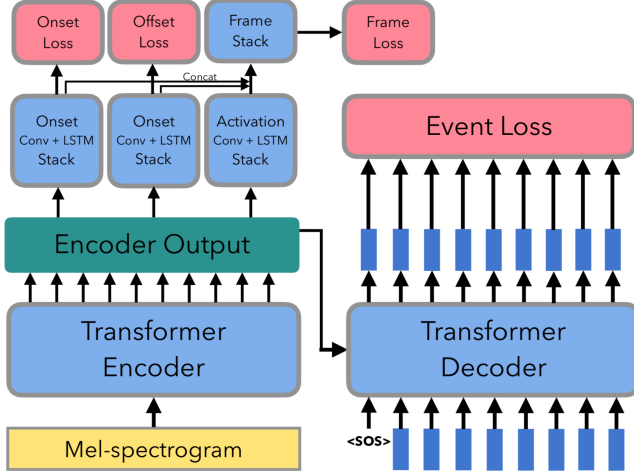 Onset
Loss
Offset
Loss
Frame
Stack
Frame
Loss
Concat
Onset
Conv + LSTM
Stack
Onset
Conv + LSTM
Stack
Activation
Conv + LSTM
Stack
Event Loss
Encoder Output
Transformer
Encoder
Transformer
Decoder
<SOS>
Mel-spectrogram